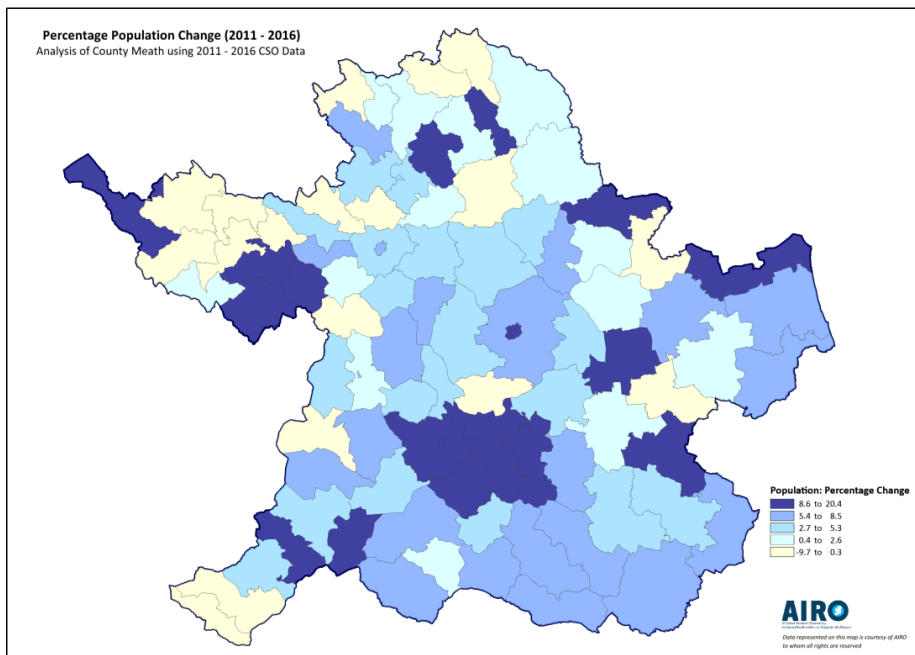 Percentage Population Change (2011 - 2016)
Analysis of County Meath using 2011 - 2016 CSO Data
Population: Percentage Change
8.6 to 20.4
5.4 to 8.5
2.7 to 5.3
0.4 to 2.6
-9.7 to 0.3
AIRO
Data represented on this map is courtesy of AIRO
to whom all rights are reserved